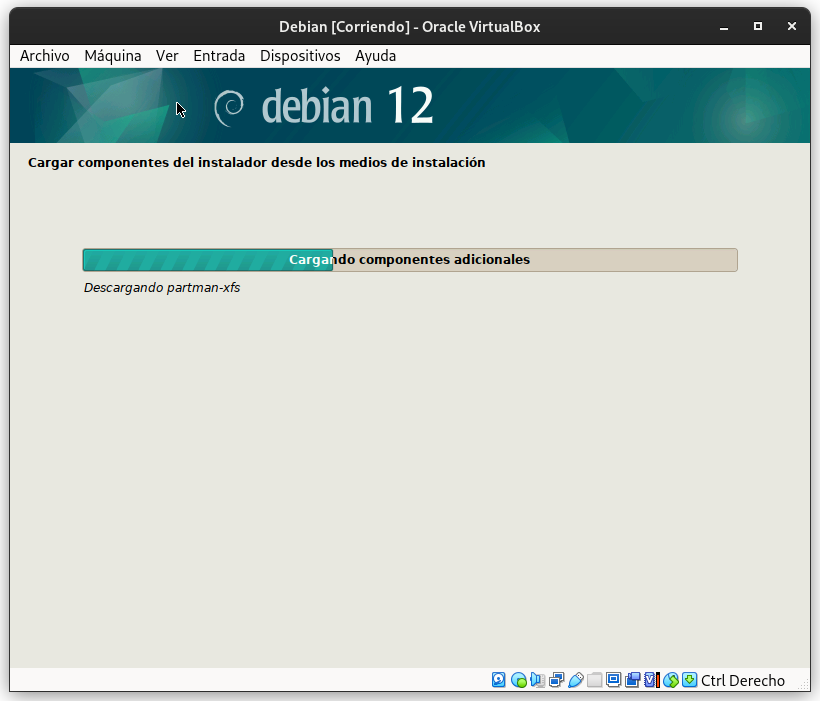 Debian [Corriendo] - Oracle VirtualBox
Archivo Máquina Ver Entrada Dispositivos Ayuda
debian 12
Cargar componentes del instalador desde los medios de instalación
Cargando componentes adicionales
Descargando partman-xfs
Ctrl Derecho